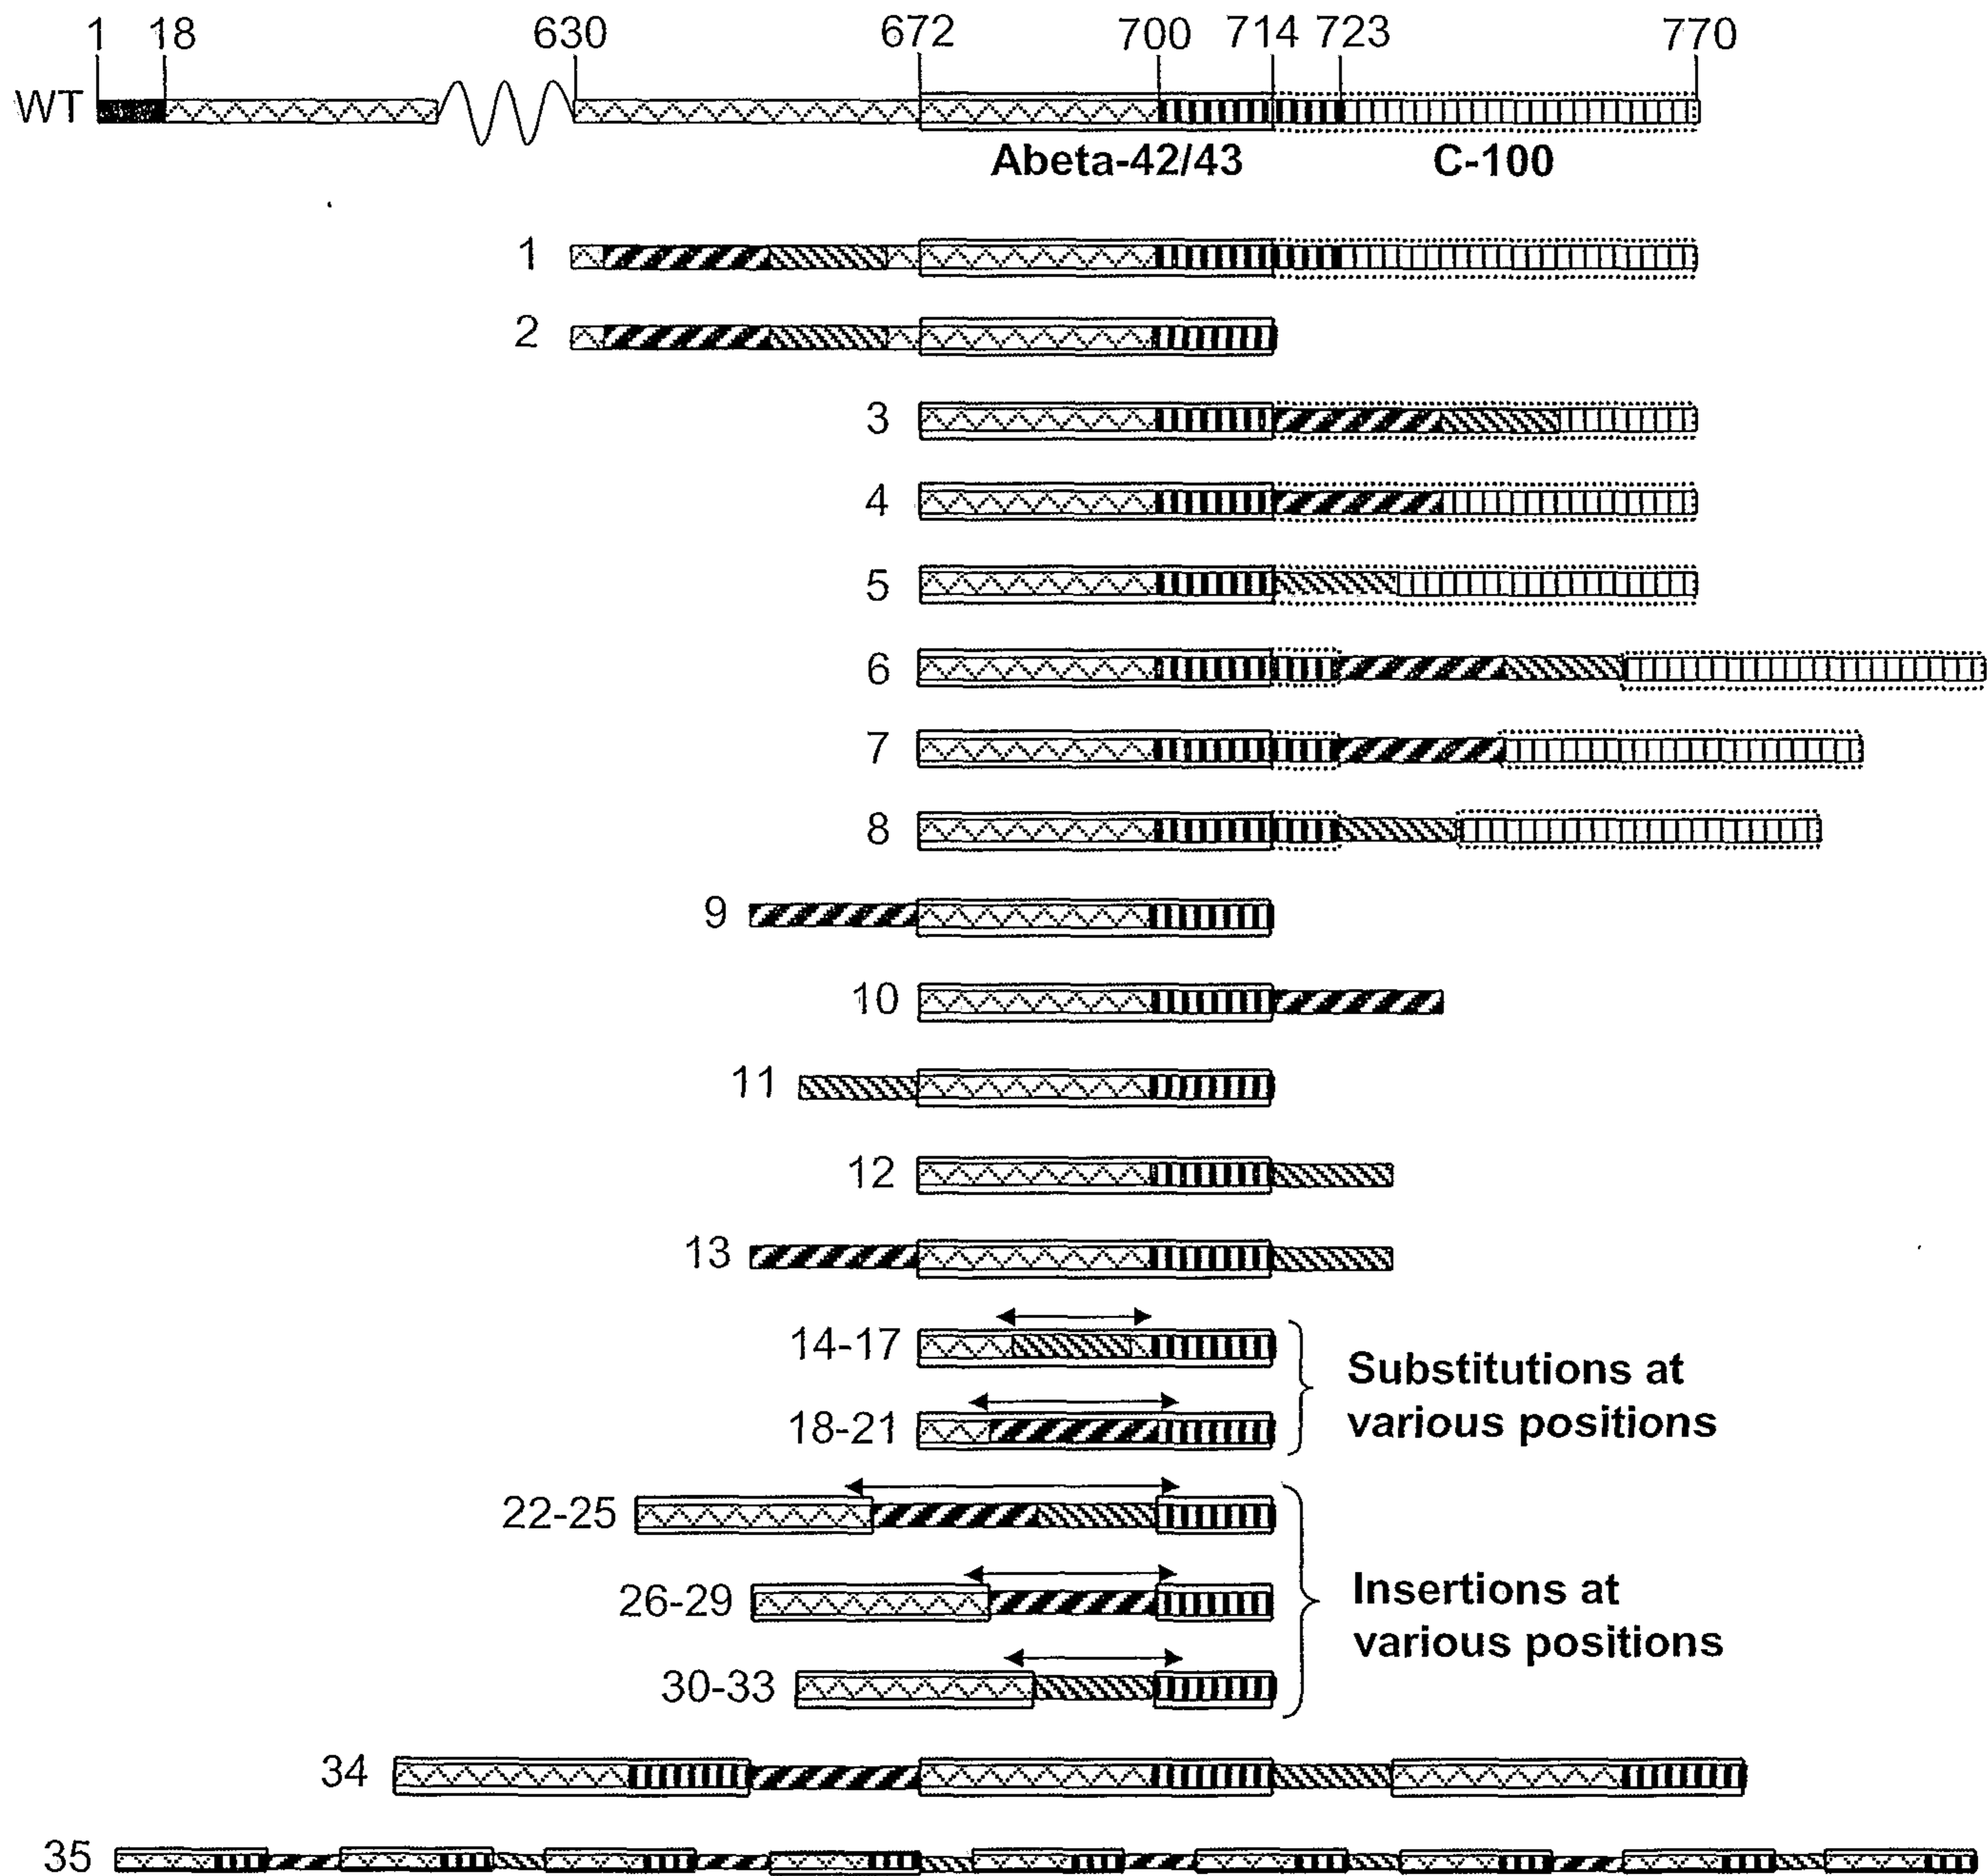 1 18 630 672 700 714 723 770
WT
Abeta-42/43 C-100
1
2
3
4
5
6
7
8
9
10
11
12
13
14-17
18-21
Substitutions at
various positions
22-25
26-29
30-33
Insertions at
various positions
34
35